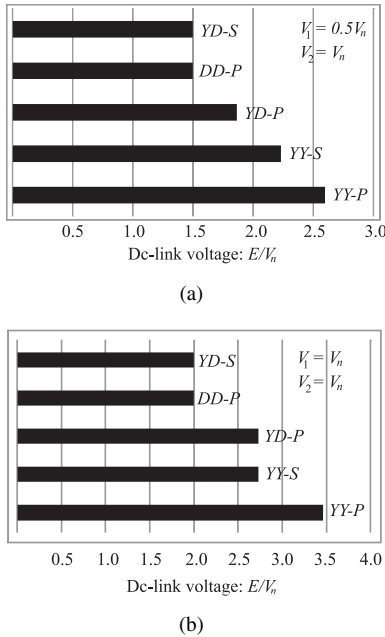 YD-S
V₁ = 0.5Vₙ
V₂ = Vₙ
DD-P
YD-P
YY-S
YY-P
0.5 1.0 1.5 2.0 2.5 3.0
Dc-link voltage: E/Vₙ
(a)
YD-S
V₁ = Vₙ
V₂ = Vₙ
DD-P
YD-P
YY-S
YY-P
0.5 1.0 1.5 2.0 2.5 3.0 3.5 4.0
Dc-link voltage: E/Vₙ
(b)